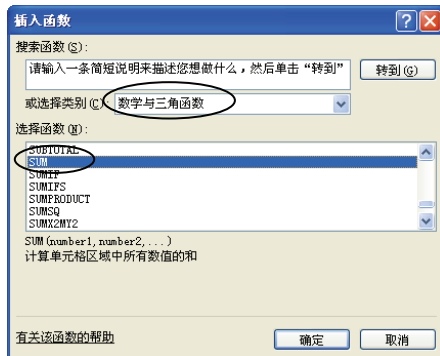 插入函数
搜索函数(S):
请输入一条简短说明来描述您想做什么，然后单击“转到”
转到(G)
或选择类别(C): 数学与三角函数
选择函数(N):
SUBTOTAL
SUM
SUMIF
SUMIFS
SUMPRODUCT
SUMSQ
SUMX2MY2
SUM(number1,number2,...)
计算单元格区域中所有数值的和
有关该函数的帮助
确定
取消